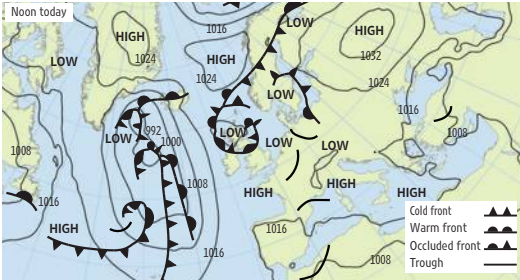 Noon today
1016
LOW
HIGH
HIGH
1032
LOW
HIGH
1024
1024
1024
LOW
1016
992
LOW
1000
LOW
LOW
LOW
1008
1008
1008
HIGH
HIGH
HIGH
1016
HIGH
1016
1016
1008
Cold front
Warm front
Occluded front
Trough